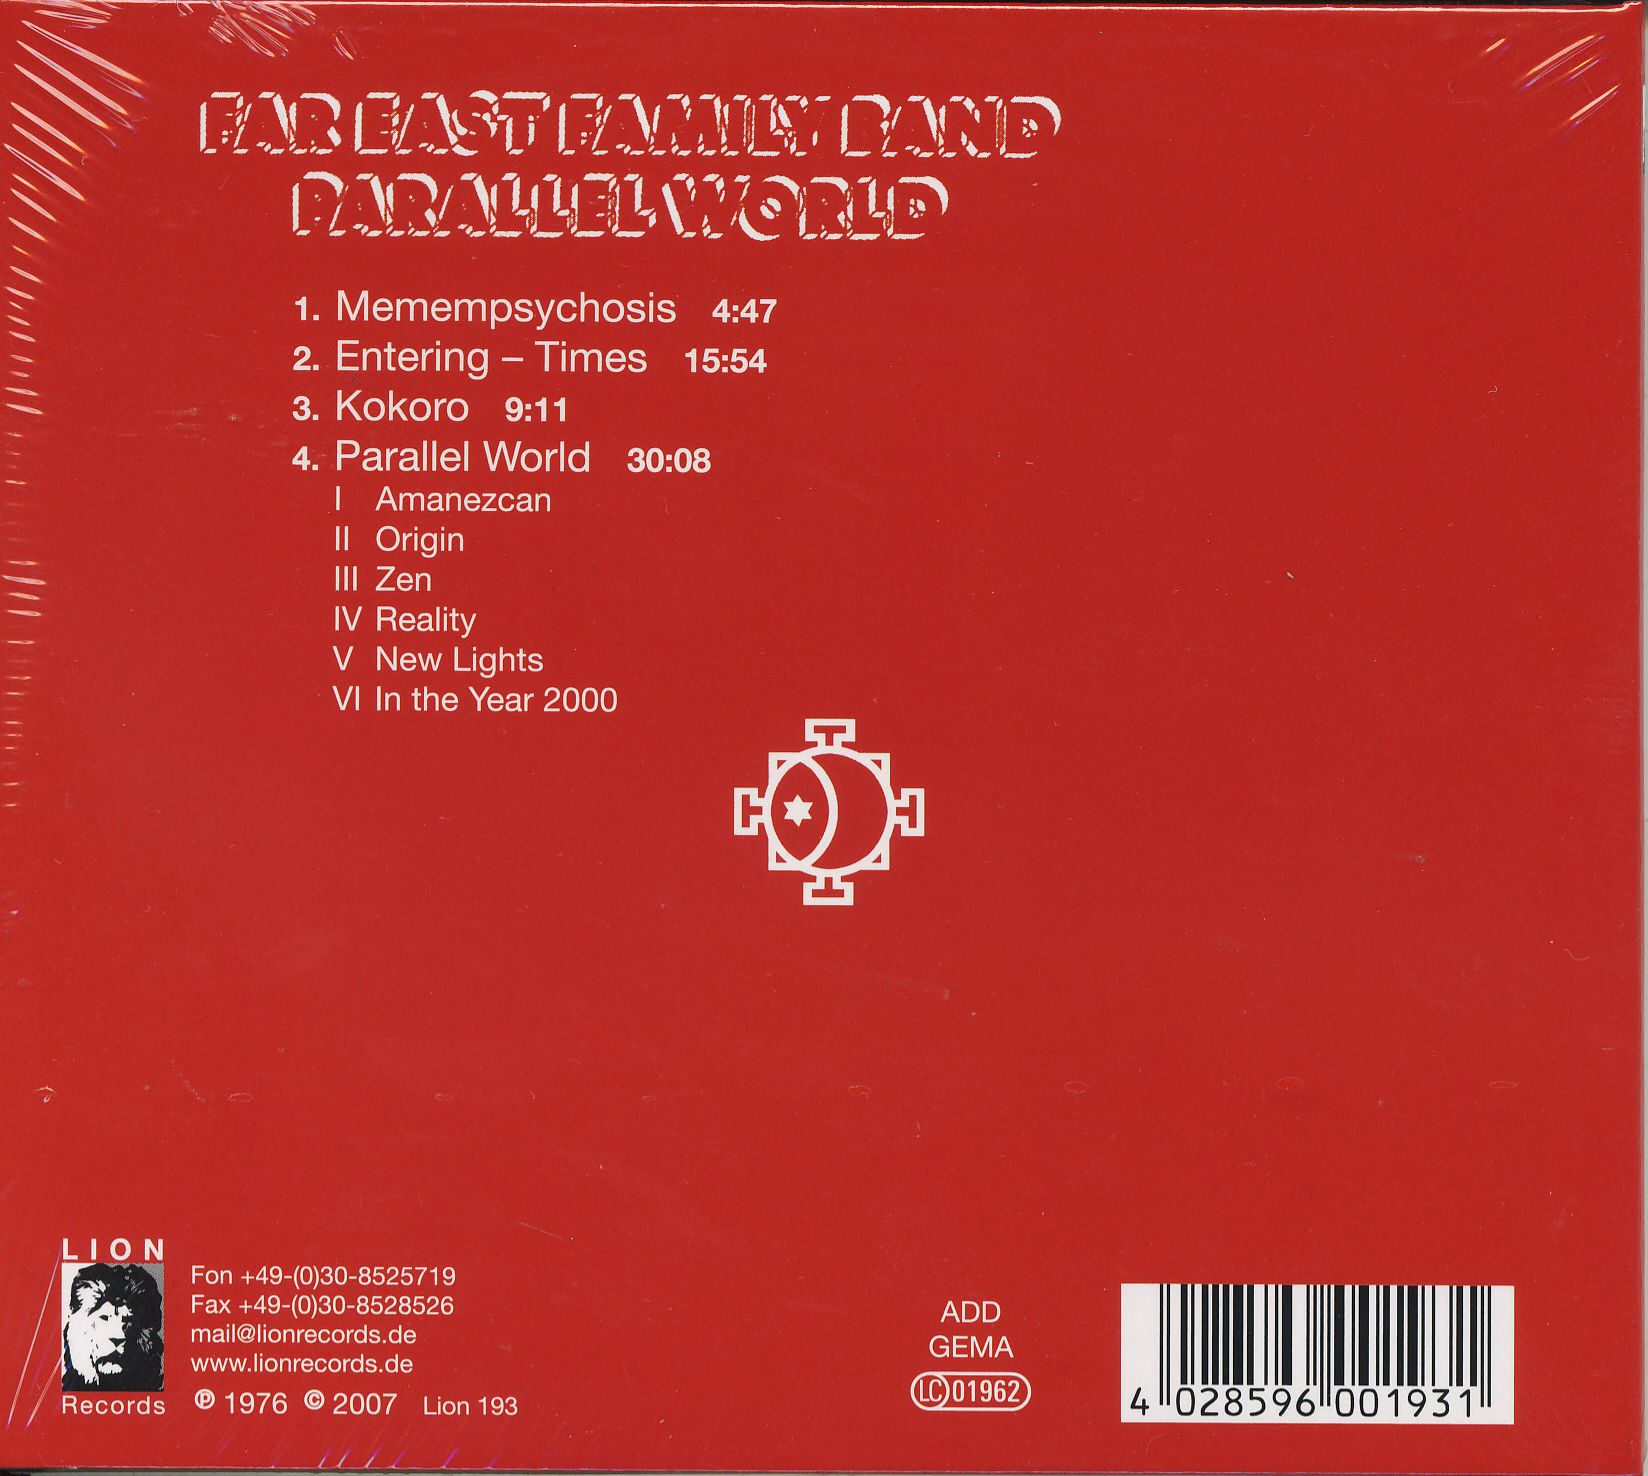 FAR EAST FAMILY BAND
PARALLEL WORLD
1. Memempsychosis 4:47
2. Entering – Times 15:54
3. Kokoro 9:11
4. Parallel World 30:08
I Amanezcan
II Origin
III Zen
IV Reality
V New Lights
VI In the Year 2000
LION
Records
Fon +49-(0)30-8525719
Fax +49-(0)30-8528526
mail@lionrecords.de
www.lionrecords.de
℗ 1976 © 2007 Lion 193
ADD
GEMA
LC 01962
4 028596 001931